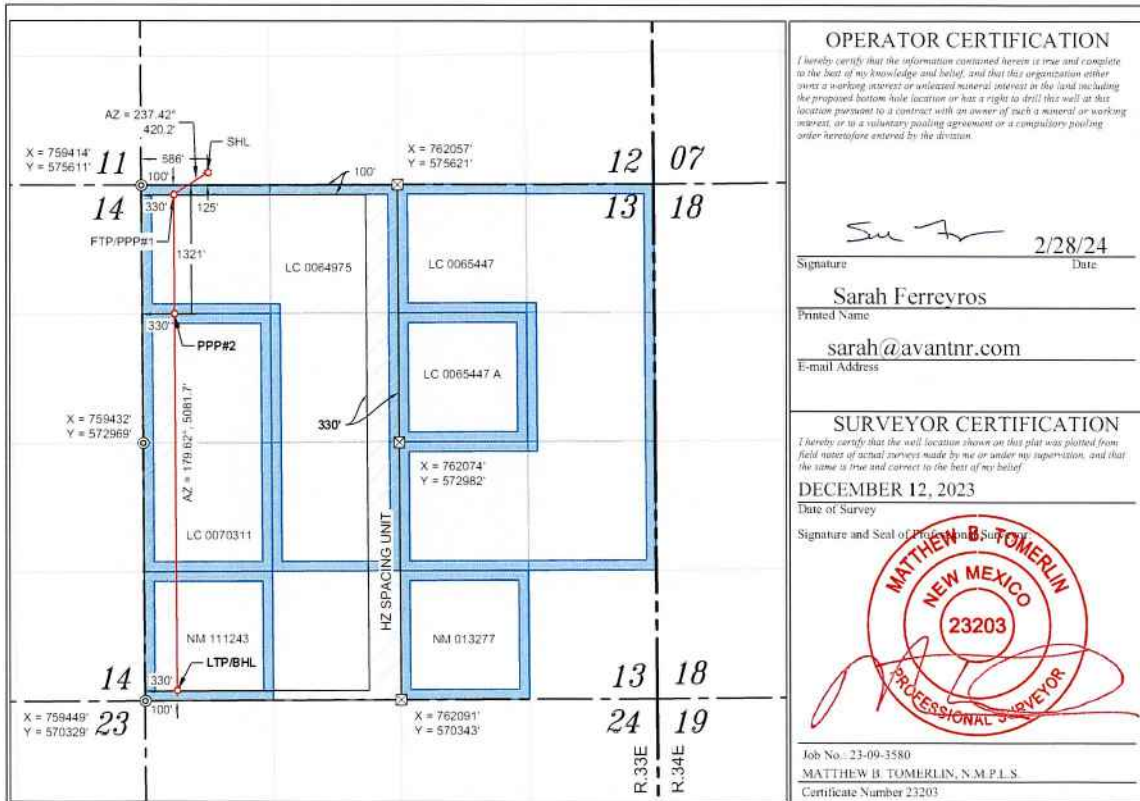 AZ = 237.42°
420.2'
SHL
X = 759414'
Y = 575611'
11
586'
100'
X = 762057'
Y = 575621'
12
07
14
330'
125'
100'
13
18
FTP/PPP#1
1321'
LC 0064975
LC 0065447
330'
PPP#2
LC 0065447 A
X = 759432'
Y = 572969'
AZ = 179.62°, 5081.7'
330'
X = 762074'
Y = 572982'
LC 0070311
HZ SPACING UNIT
NM 111243
NM 013277
LTP/BHL
14
330'
13
18
X = 759449'
Y = 570329'
23
100'
X = 762091'
Y = 570343'
24
19
R.33E
R.34E
OPERATOR CERTIFICATION
I hereby certify that the information contained herein is true and complete
to the best of my knowledge and belief, and that this organization either
owns a working interest or unleased mineral interest in the land including
the proposed bottom hole location or has a right to drill this well at this
location pursuant to a contract with an owner of such a mineral or working
interest, or to a voluntary pooling agreement or a compulsory pooling
order heretofore entered by the division.
2/28/24
Signature Date
Sarah Ferreyros
Printed Name
sarah@avantnr.com
E-mail Address
SURVEYOR CERTIFICATION
I hereby certify that the well location shown on this plat was plotted from
field notes of actual surveys made by me or under my supervision, and that
the same is true and correct to the best of my belief
DECEMBER 12, 2023
Date of Survey
Signature and Seal of Professional Surveyor:
MATTHEW B. TOMERLIN
NEW MEXICO
23203
PROFESSIONAL SURVEYOR
Job No.: 23-09-3580
MATTHEW B. TOMERLIN, N.M.P.L.S.
Certificate Number 23203